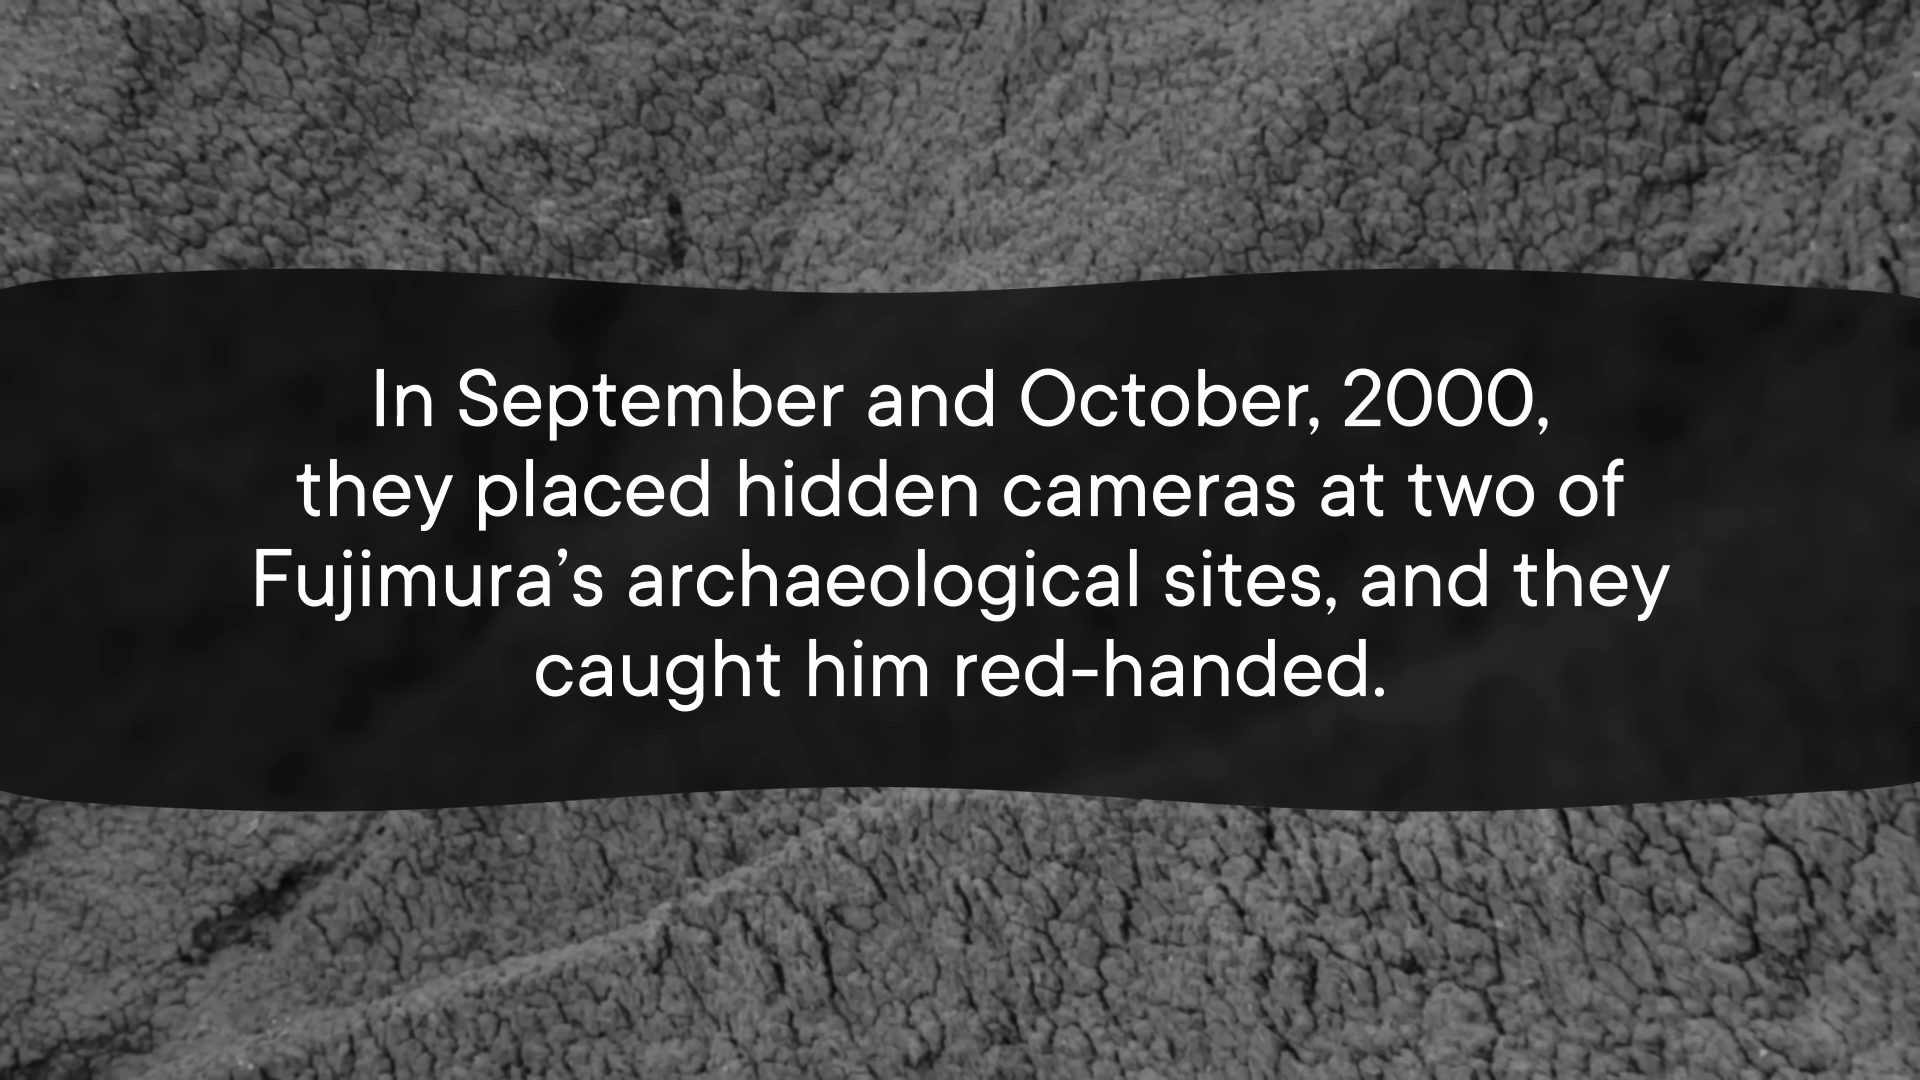 In September and October, 2000,
they placed hidden cameras at two of
Fujimura’s archaeological sites, and they
caught him red-handed.